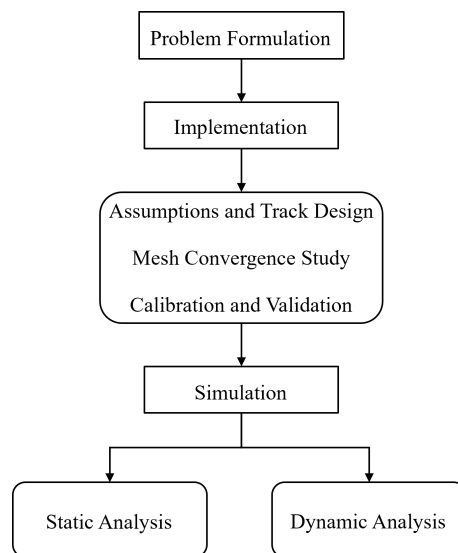 Problem Formulation
Implementation
Assumptions and Track Design
Mesh Convergence Study
Calibration and Validation
Simulation
Static Analysis
Dynamic Analysis